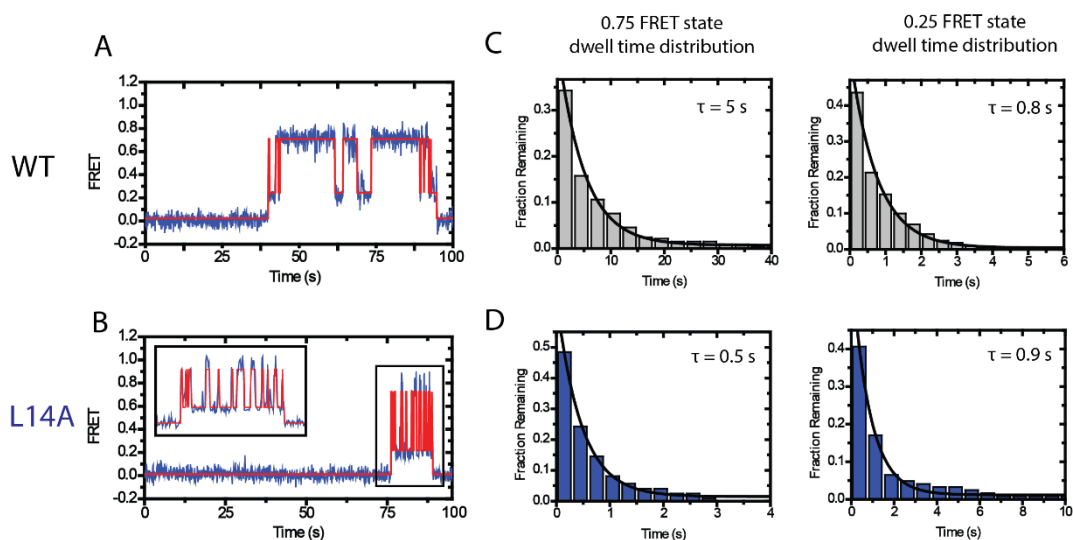 A
WT
FRET
1.2
1.0
0.8
0.6
0.4
0.2
0.0
-0.2
0 25 50 75 100
Time (s)
B
L14A
FRET
1.2
1.0
0.8
0.6
0.4
0.2
0.0
-0.2
0 25 50 75 100
Time (s)
C
0.75 FRET state
dwell time distribution
τ = 5 s
Fraction Remaining
0.3
0.2
0.1
0.0
0 10 20 30 40
Time (s)
0.25 FRET state
dwell time distribution
τ = 0.8 s
Fraction Remaining
0.4
0.3
0.2
0.1
0.0
0 1 2 3 4 5 6
Time (s)
D
τ = 0.5 s
Fraction Remaining
0.5
0.4
0.3
0.2
0.1
0.0
0 1 2 3 4
Time (s)
τ = 0.9 s
Fraction Remaining
0.5
0.4
0.3
0.2
0.1
0.0
0 2 4 6 8 10
Time (s)